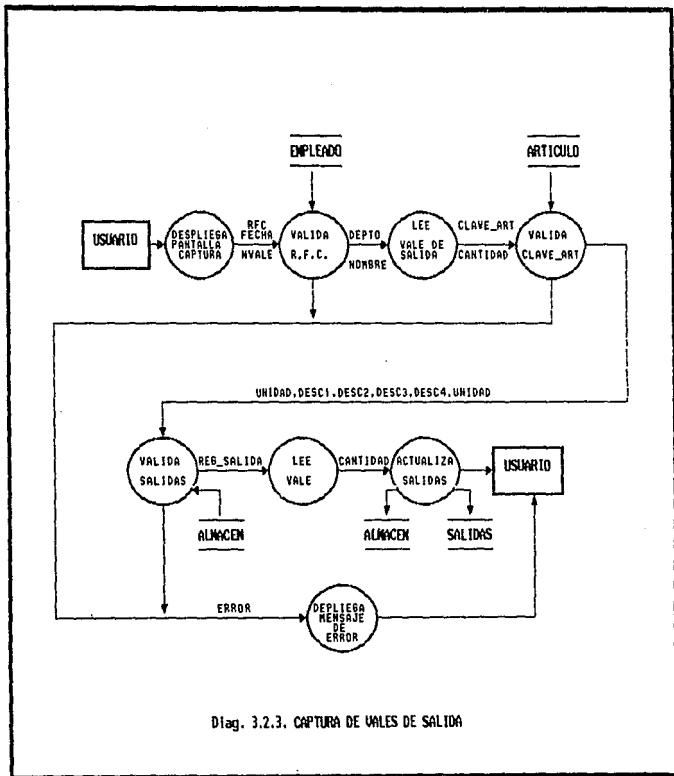 EMPLEADO
ARTICULO
USUARIO
DESPLIEGA
PANTALLA
CAPTURA
RFC
FECHA
NVALE
VALIDA
R.F.C.
DEPTO
NOMBRE
LEE
VALE DE
SALIDA
CLAVE_ART
CANTIDAD
VALIDA
CLAVE_ART
UNIDAD,DESC1.DESC2,DESC3,DESC4.UNIDAD
VALIDA
SALIDAS
REG_SALIDA
LEE
VALE
CANTIDAD
ACTUALIZA
SALIDAS
USUARIO
ALMACEN
ALMACEN
SALIDAS
ERROR
DEPLIEGA
MENSAJE
DE
ERROR
Diag. 3.2.3. CAPTURA DE VALES DE SALIDA